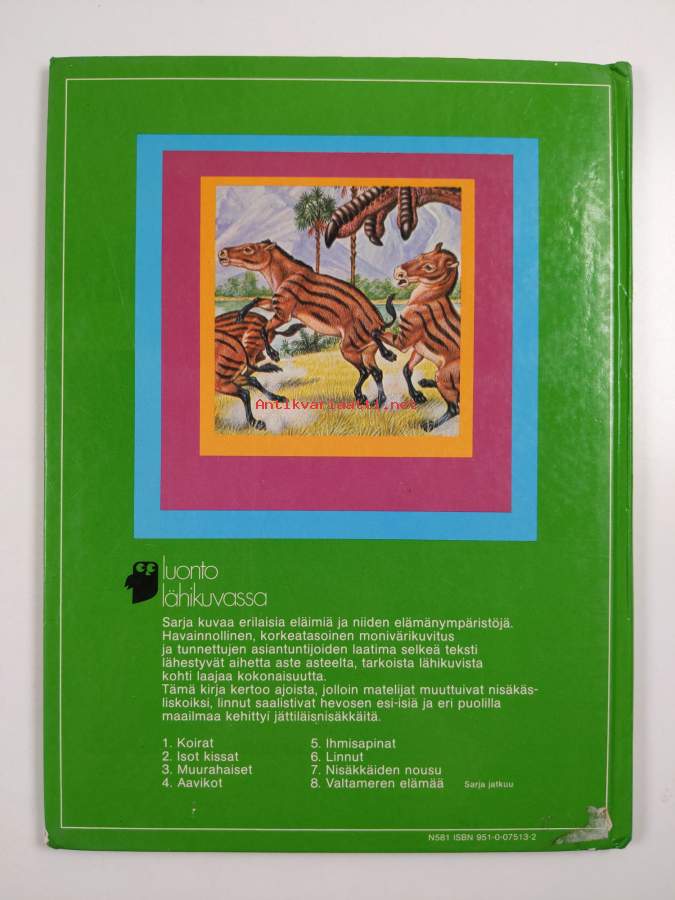 Antikvariaatti.net
luonto
lähikuvassa
Sarja kuvaa erilaisia eläimiä ja niiden elämänympäristöjä.
Havainnollinen, korkeatasoinen monivärikuvitus
ja tunnettujen asiantuntijoiden laatima selkeä teksti
lähestyvät aihetta aste asteelta, tarkoista lähikuvista
kohti laajaa kokonaisuutta.
Tämä kirja kertoo ajoista, jolloin matelijat muuttuivat nisäkäs-
liskoiksi, linnut saalistivat hevosen esi-isiä ja eri puolilla
maailmaa kehittyi jättiläisnisäkkäitä.
1. Koirat
2. Isot kissat
3. Muurahaiset
4. Aavikot
5. Ihmisapinat
6. Linnut
7. Nisäkkäiden nousu
8. Valtameren elämää Sarja jatkuu
N581 ISBN 951-0-07513-2